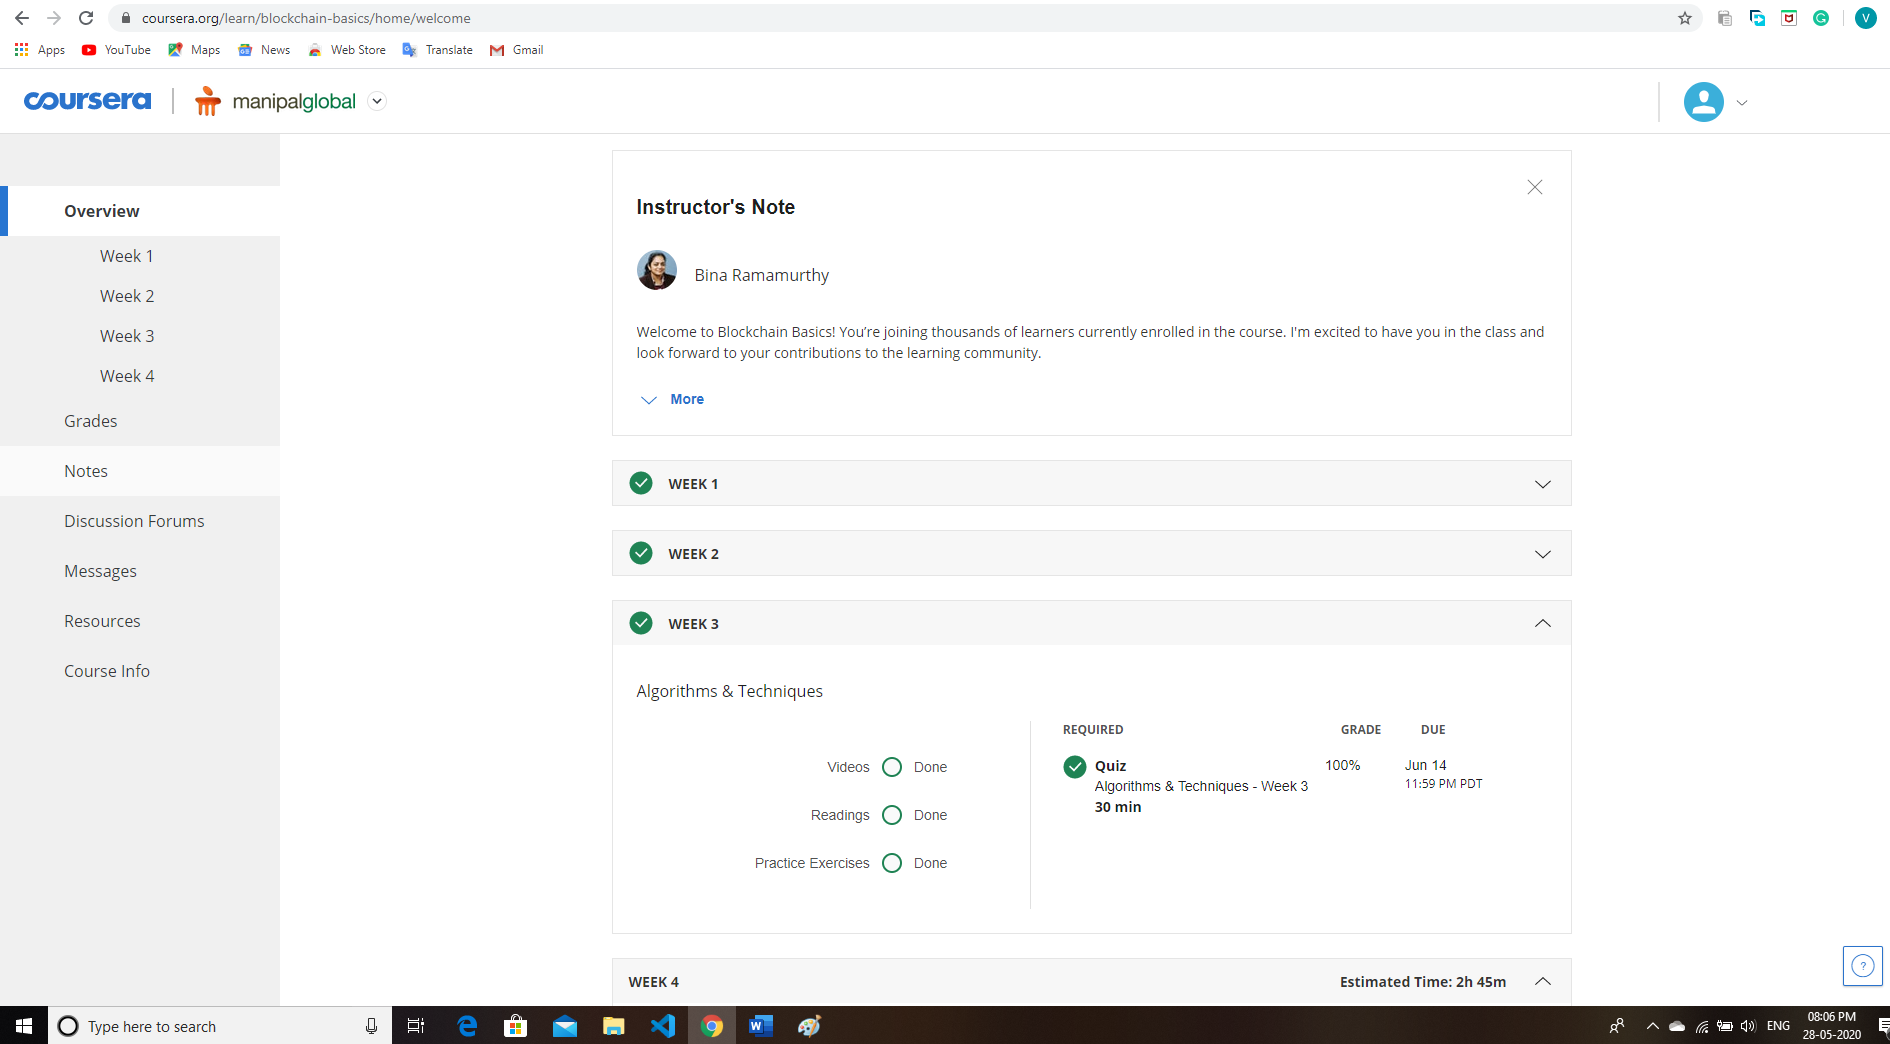 coursera.org/learn/blockchain-basics/home/welcome
V
Apps YouTube Maps News Web Store Translate Gmail
coursera manipalglobal
Overview
Week 1
Week 2
Week 3
Week 4
Grades
Notes
Discussion Forums
Messages
Resources
Course Info
Instructor's Note
Bina Ramamurthy
Welcome to Blockchain Basics! You’re joining thousands of learners currently enrolled in the course. I'm excited to have you in the class and
look forward to your contributions to the learning community.
More
WEEK 1
WEEK 2
WEEK 3
Algorithms & Techniques
Videos Done
Readings Done
Practice Exercises Done
REQUIRED GRADE DUE
Quiz 100% Jun 14
Algorithms & Techniques - Week 3 11:59 PM PDT
30 min
WEEK 4 Estimated Time: 2h 45m
?
Type here to search
ENG
08:06 PM
28-05-2020